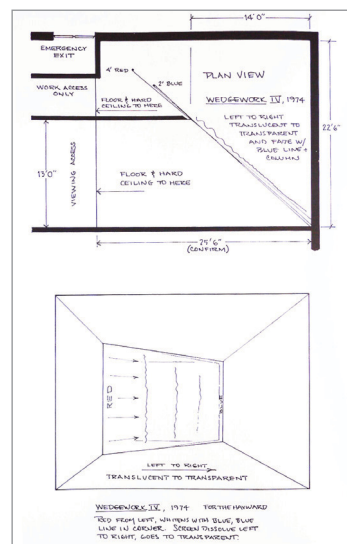 14'0"
EMERGENCY
EXIT
4' RED
2' BLUE
PLAN VIEW
WORK ACCESS
ONLY
WEDGEWORK IV, 1974
FLOOR & HARD
CEILING TO HERE
LEFT TO RIGHT
TRANSLUCENT TO
TRANSPARENT
AND FADE W/
BLUE LINE +
COLUMN
22'6"
13'0"
VIEWING ACCESS
FLOOR & HARD
CEILING TO HERE
25'6"
(CONFIRM)
RED
BLUE
LEFT TO RIGHT
TRANSLUCENT TO TRANSPARENT
WEDGEWORK IV, 1974 FOR THE HAYWARD
RED FROM LEFT, WHITENS WITH BLUE, BLUE
LINE IN CORNER. SCREEN DISSOLVE LEFT
TO RIGHT, GOES TO TRANSPARENT.